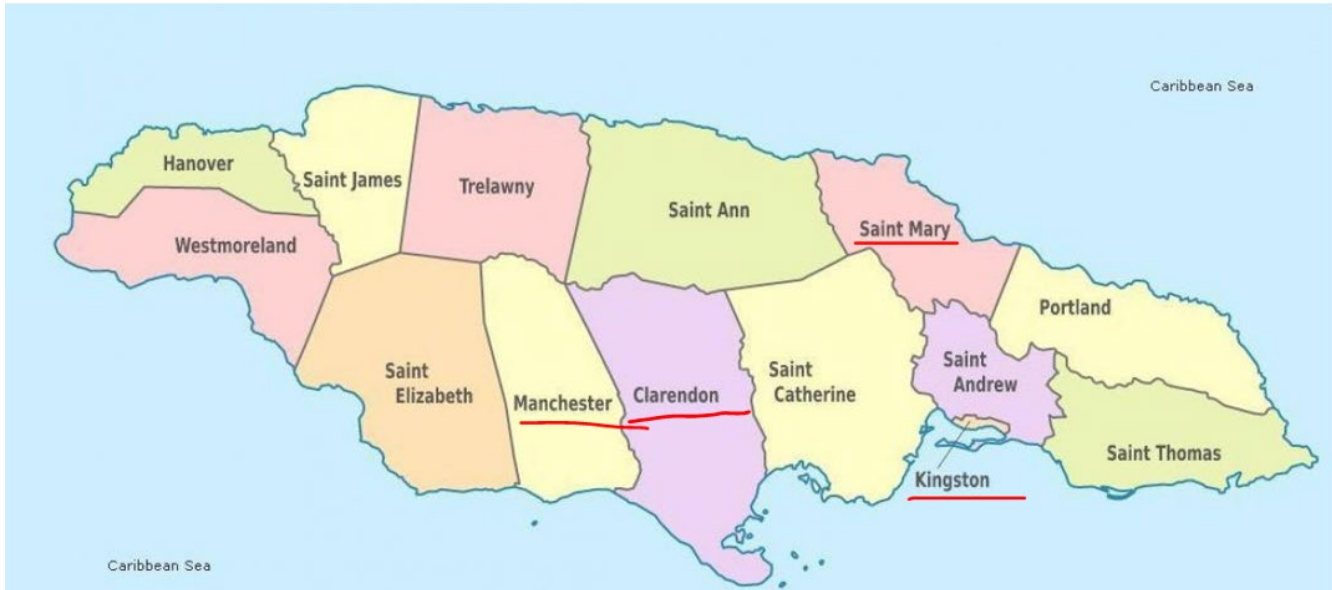 Caribbean Sea
Hanover
Saint James
Trelawny
Saint Ann
Saint Mary
Westmoreland
Portland
Saint
Elizabeth
Manchester
Clarendon
Saint
Catherine
Saint
Andrew
Kingston
Saint Thomas
Caribbean Sea